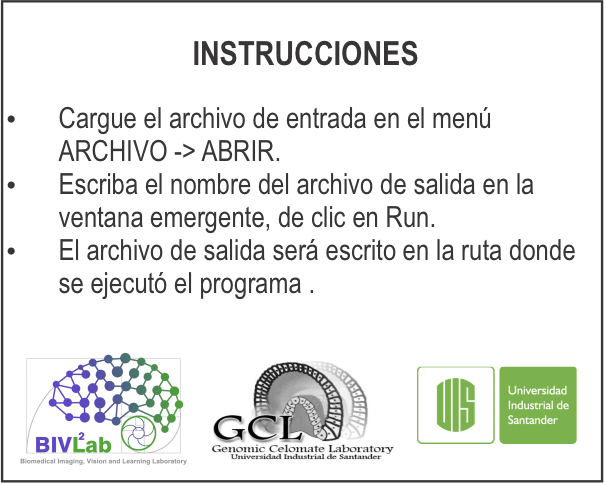 INSTRUCCIONES
• Cargue el archivo de entrada en el menú
ARCHIVO -> ABRIR.
• Escriba el nombre del archivo de salida en la
ventana emergente, de clic en Run.
• El archivo de salida será escrito en la ruta donde
se ejecutó el programa .
BIVL2ab
Biomedical Imaging, Vision and Learning Laboratory
GCL
Genomic Celomate Laboratory
Universidad Industrial de Santander
UIS
Universidad
Industrial de
Santander